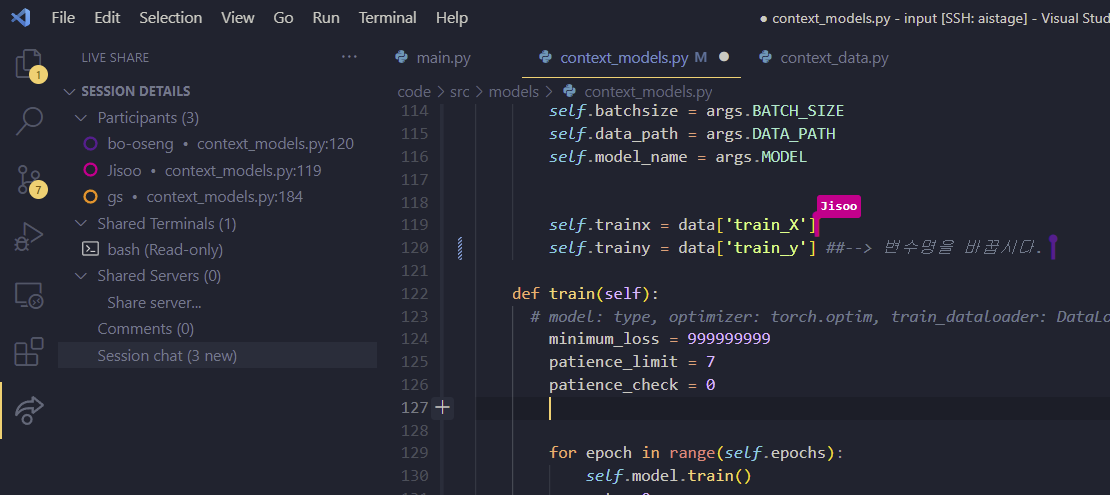 File Edit Selection View Go Run Terminal Help ● context_models.py - input [SSH: aistage] - Visual Stud
LIVE SHARE ···
main.py context_models.py M ● context_data.py
1
SESSION DETAILS
code > src > models > context_models.py
Participants (3)
114 self.batchsize = args.BATCH_SIZE
bo-oseng • context_models.py:120
115 self.data_path = args.DATA_PATH
Jisoo • context_models.py:119
116 self.model_name = args.MODEL
7
gs • context_models.py:184
117
118
Jisoo
Shared Terminals (1)
119 self.trainx = data['train_X']
bash (Read-only)
120 self.trainy = data['train_y'] ##--> 변수명을 바꿉시다.
Shared Servers (0)
121
Share server...
122 def train(self):
123 # model: type, optimizer: torch.optim, train_dataloader: DataLo
Comments (0)
124 minimum_loss = 999999999
Session chat (3 new)
125 patience_limit = 7
126 patience_check = 0
127 +
128
129 for epoch in range(self.epochs):
130 self.model.train()